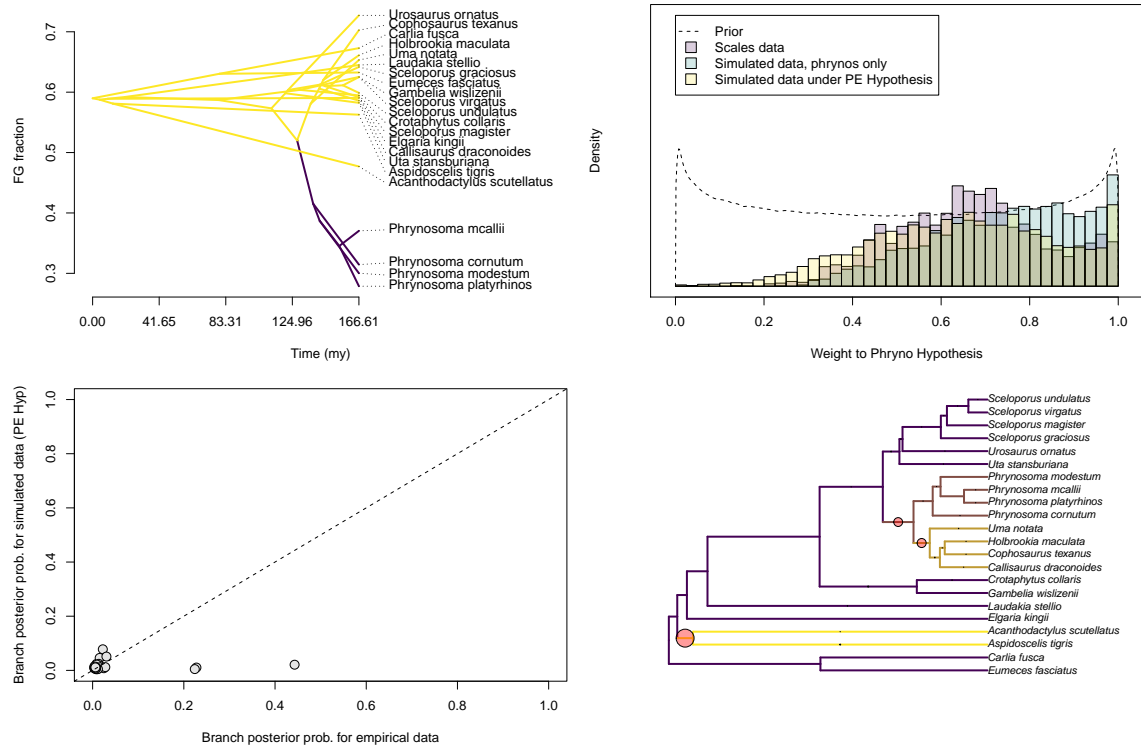 FG fraction
0.7
0.6
0.5
0.4
0.3
0.00
41.65
83.31
124.96
166.61
Time (my)
Urosaurus ornatus
Cophosaurus texanus
Carlia fusca
Holbrookia maculata
Uma notata
Laudakia stellio
Sceloporus graciosus
Eumeces fasciatus
Gambelia wislizenii
Sceloporus virgatus
Sceloporus undulatus
Crotaphytus collaris
Sceloporus magister
Elgaria kingii
Callisaurus draconoides
Uta stansburiana
Aspidoscelis tigris
Acanthodactylus scutellatus
Phrynosoma mcallii
Phrynosoma cornutum
Phrynosoma modestum
Phrynosoma platyrhinos
Prior
Scales data
Simulated data, phrynos only
Simulated data under PE Hypothesis
Density
0.0
0.2
0.4
0.6
0.8
1.0
Weight to Phryno Hypothesis
Branch posterior prob. for simulated data (PE Hyp)
1.0
0.8
0.6
0.4
0.2
0.0
0.0
0.2
0.4
0.6
0.8
1.0
Branch posterior prob. for empirical data
Sceloporus undulatus
Sceloporus virgatus
Sceloporus magister
Sceloporus graciosus
Urosaurus ornatus
Uta stansburiana
Phrynosoma modestum
Phrynosoma mcallii
Phrynosoma platyrhinos
Phrynosoma cornutum
Uma notata
Holbrookia maculata
Cophosaurus texanus
Callisaurus draconoides
Crotaphytus collaris
Gambelia wislizenii
Laudakia stellio
Elgaria kingii
Acanthodactylus scutellatus
Aspidoscelis tigris
Carlia fusca
Eumeces fasciatus